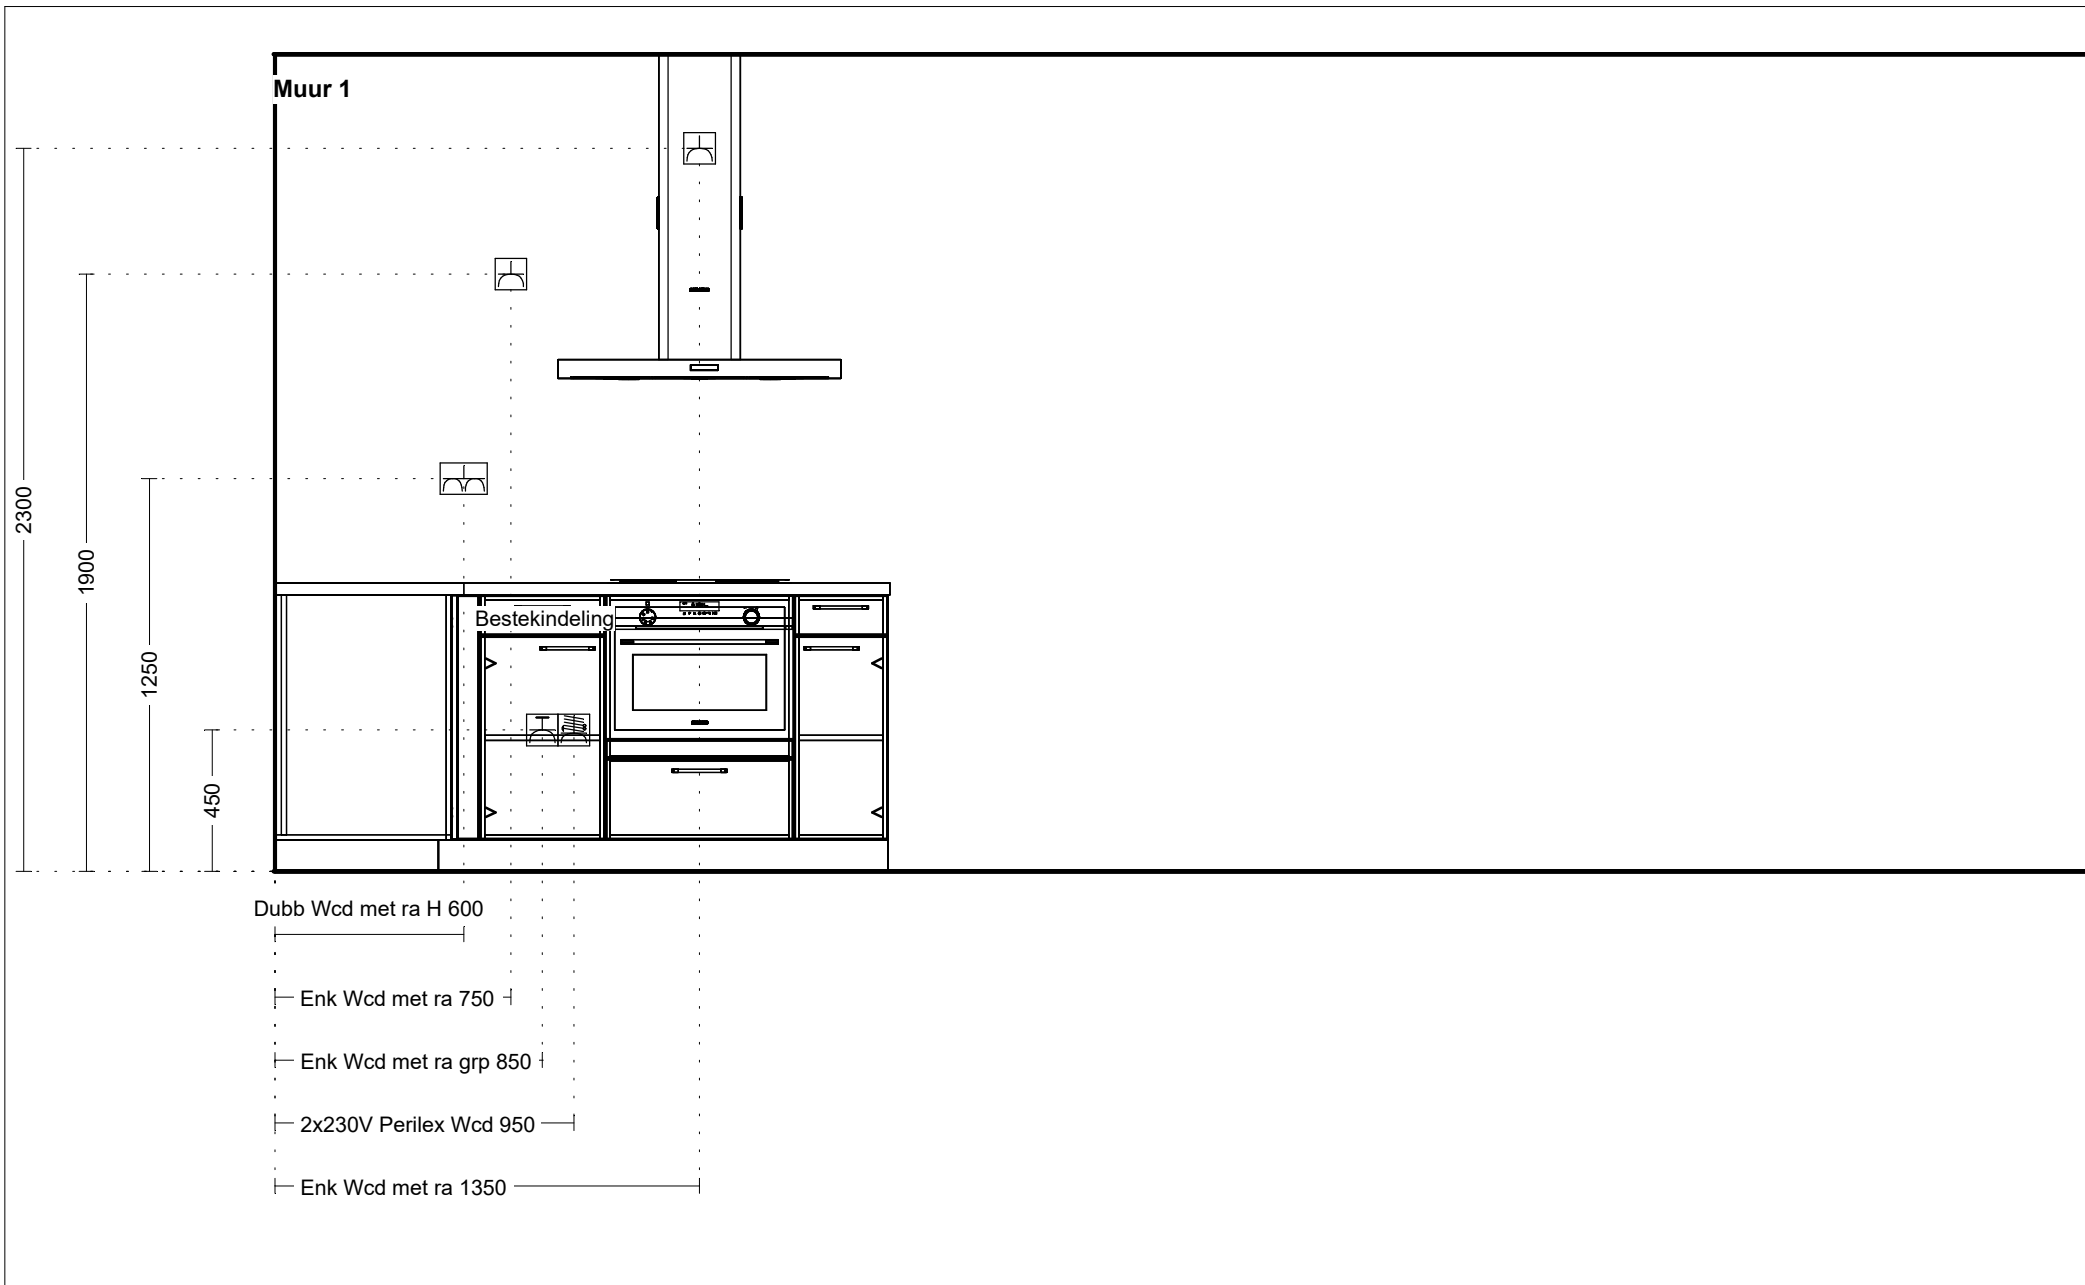 Muur 1
2300
1900
1250
450
Bestekindeling
Dubb Wcd met ra H 600
Enk Wcd met ra 750
Enk Wcd met ra grp 850
2x230V Perilex Wcd 950
Enk Wcd met ra 1350